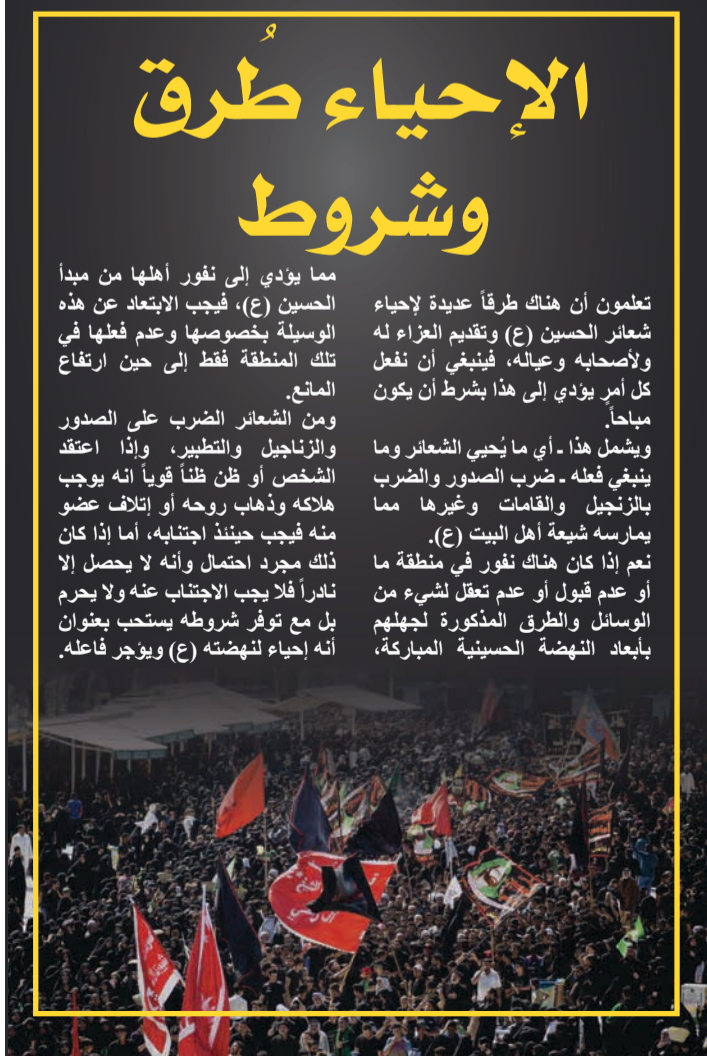 الإحياء طُرق
وشروط
تعلمون أن هناك طرقاً عديدة لإحياء
شعائر الحسين (ع) وتقديم العزاء له
ولأصحابه وعياله، فينبغي أن نفعل
كل أمرٍ يؤدي إلى هذا بشرط أن يكون
مباحاً.
ويشمل هذا ـ أي ما يُحيي الشعائر وما
ينبغي فعله ـ ضرب الصدور والضرب
بالزنجيل والقامات وغيرها مما
يمارسه شيعة أهل البيت (ع).
نعم إذا كان هناك نفور في منطقة ما
أو عدم قبول أو عدم تعقل لشيء من
الوسائل والطرق المذكورة لجهلهم
بأبعاد النهضة الحسينية المباركة،
مما يؤدي إلى نفور أهلها من مبدأ
الحسين (ع)، فيجب الابتعاد عن هذه
الوسيلة بخصوصها وعدم فعلها في
تلك المنطقة فقط إلى حين ارتفاع
المانع.
ومن الشعائر الضرب على الصدور
والزناجيل والتطبير، وإذا اعتقد
الشخص أو ظن ظناً قوياً انه يوجب
هلاكه وذهاب روحه أو إتلاف عضو
منه فيجب حينئذ اجتنابه، أما إذا كان
ذلك مجرد احتمال وأنه لا يحصل إلا
نادراً فلا يجب الاجتناب عنه ولا يحرم
بل مع توفر شروطه يستحب بعنوان
أنه إحياء لنهضته (ع) ويؤجر فاعله.